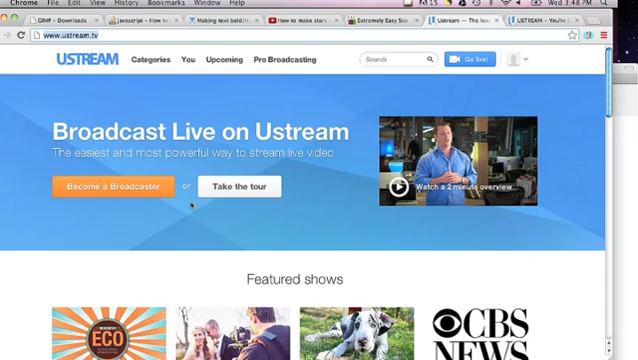 Chrome File Edit View History Bookmarks Window Help Wed 3:48 PM
GIMP – Downloads
Javascript – How to
Making text bold/it
How to make stars
Extremely Easy Star
Ustream — The lea
USTREAM – You're
www.ustream.tv
USTREAM Categories You Upcoming Pro Broadcasting Search Go live!
Broadcast Live on Ustream
The easiest and most powerful way to stream live video
Become a Broadcaster or Take the tour
Watch a 2 minute overview...
Featured shows
ECO
CBS
NEWS